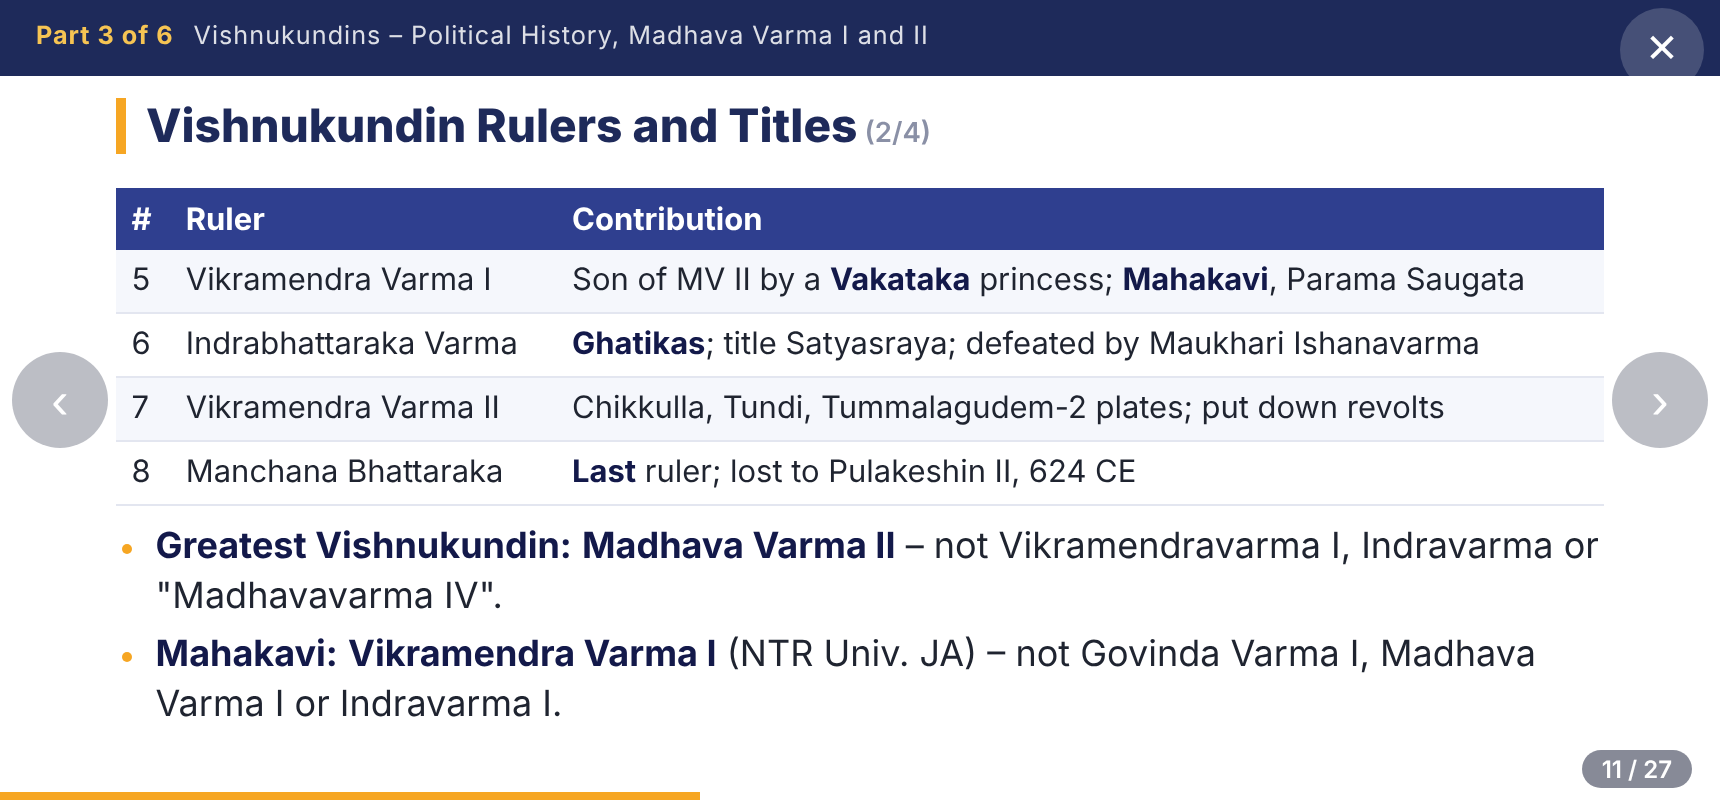 Part 3 of 6 Vishnukundins – Political History, Madhava Varma I and II
✕
Vishnukundin Rulers and Titles (2/4)
# Ruler Contribution
5 Vikramendra Varma I Son of MV II by a Vakataka princess; Mahakavi, Parama Saugata
6 Indrabhattaraka Varma Ghatikas; title Satyasraya; defeated by Maukhari Ishanavarma
7 Vikramendra Varma II Chikkulla, Tundi, Tummalagudem-2 plates; put down revolts
8 Manchana Bhattaraka Last ruler; lost to Pulakeshin II, 624 CE
• Greatest Vishnukundin: Madhava Varma II – not Vikramendravarma I, Indravarma or
"Madhavavarma IV".
• Mahakavi: Vikramendra Varma I (NTR Univ. JA) – not Govinda Varma I, Madhava
Varma I or Indravarma I.
11 / 27